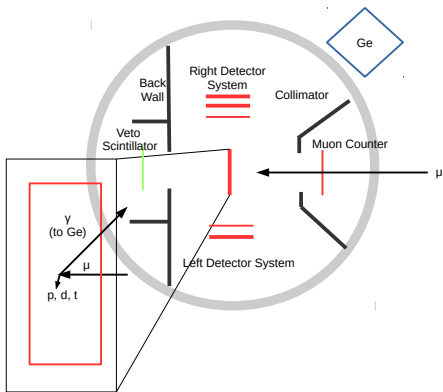 Ge
Right Detector
System
Back
Wall
Collimator
Veto
Scintillator
Muon Counter
μ
γ
(to Ge)
μ
p, d, t
Left Detector System